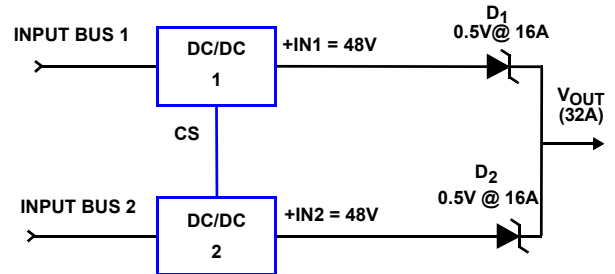 INPUT BUS 1
DC/DC
1
+IN1 = 48V
D1
0.5V@ 16A
VOUT
(32A)
CS
INPUT BUS 2
DC/DC
2
+IN2 = 48V
D2
0.5V @ 16A